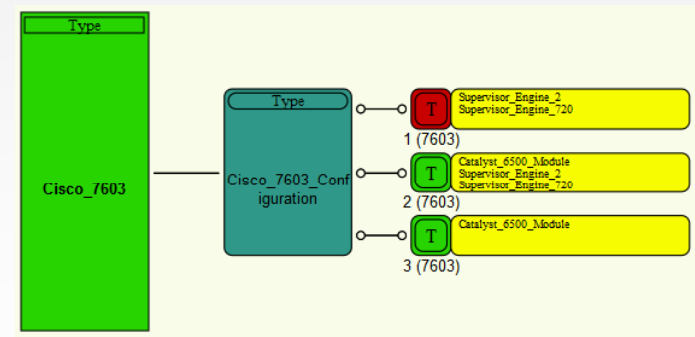 Type
Cisco_7603
Type
Cisco_7603_Conf
iguration
T
Supervisor_Engine_2
Supervisor_Engine_720
1 (7603)
T
Catalyst_6500_Module
Supervisor_Engine_2
Supervisor_Engine_720
2 (7603)
T
Catalyst_6500_Module
3 (7603)